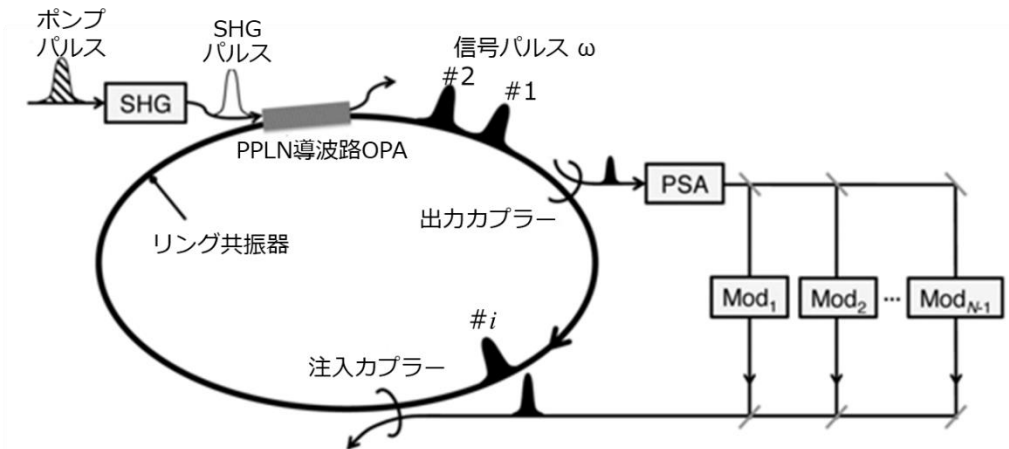 ポンプ
パルス
SHG
パルス
信号パルス ω
#2
#1
SHG
PPLN導波路OPA
PSA
出力カプラー
リング共振器
Mod1
Mod2
...
ModN-1
#i
注入カプラー